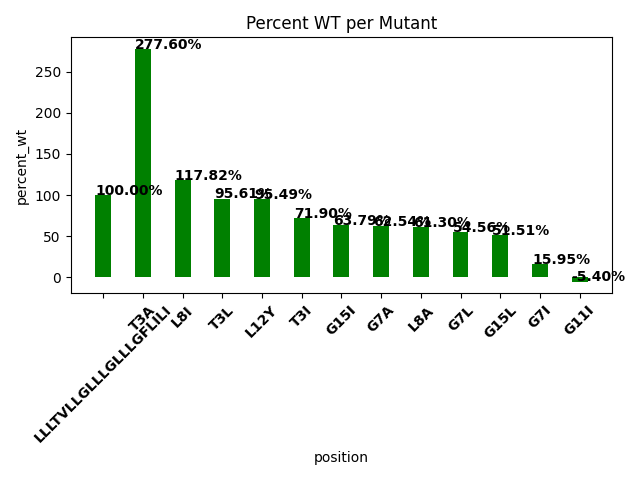 Percent WT per Mutant
percent_wt
250
200
150
100
50
0
100.00%
277.60%
117.82%
95.61%
95.49%
71.90%
63.79%
62.54%
61.30%
54.56%
51.51%
15.95%
-5.40%
LLLTVLLGLLLGLLLGFLILI
T3A
L8I
T3L
L12Y
T3I
G15I
G7A
L8A
G7L
G15L
G7I
G11I
position